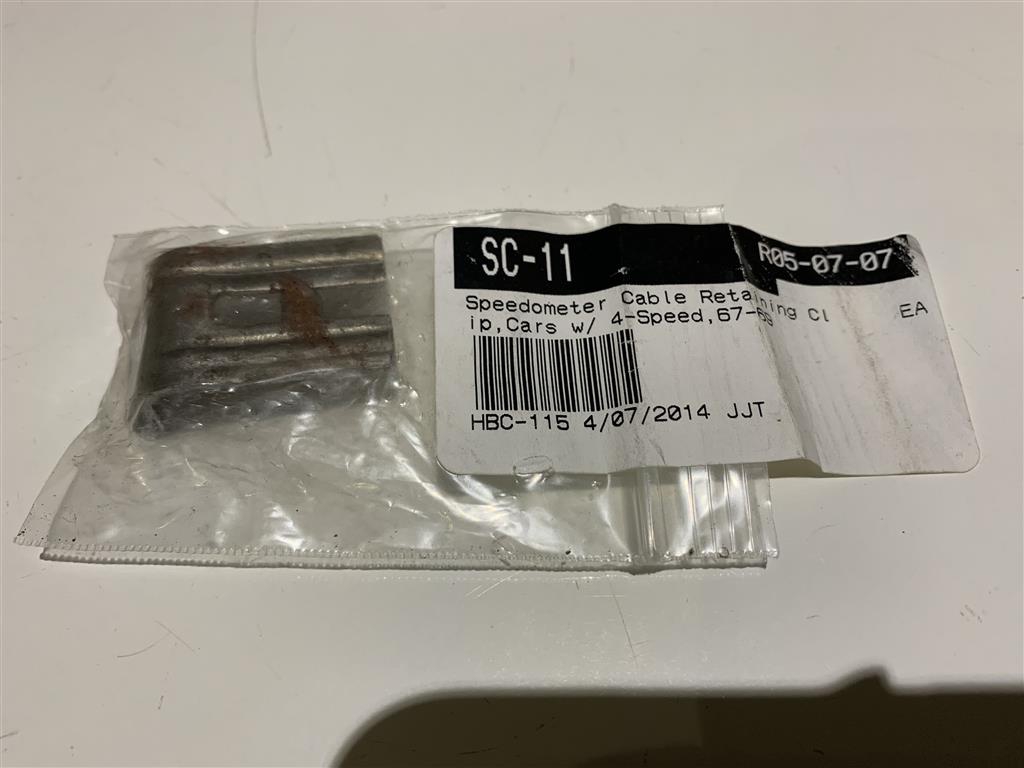 SC-11
R05-07-07
Speedometer Cable Retaining Cl
EA
ip,Cars w/ 4-Speed,67-69
HBC-115 4/07/2014 JJT